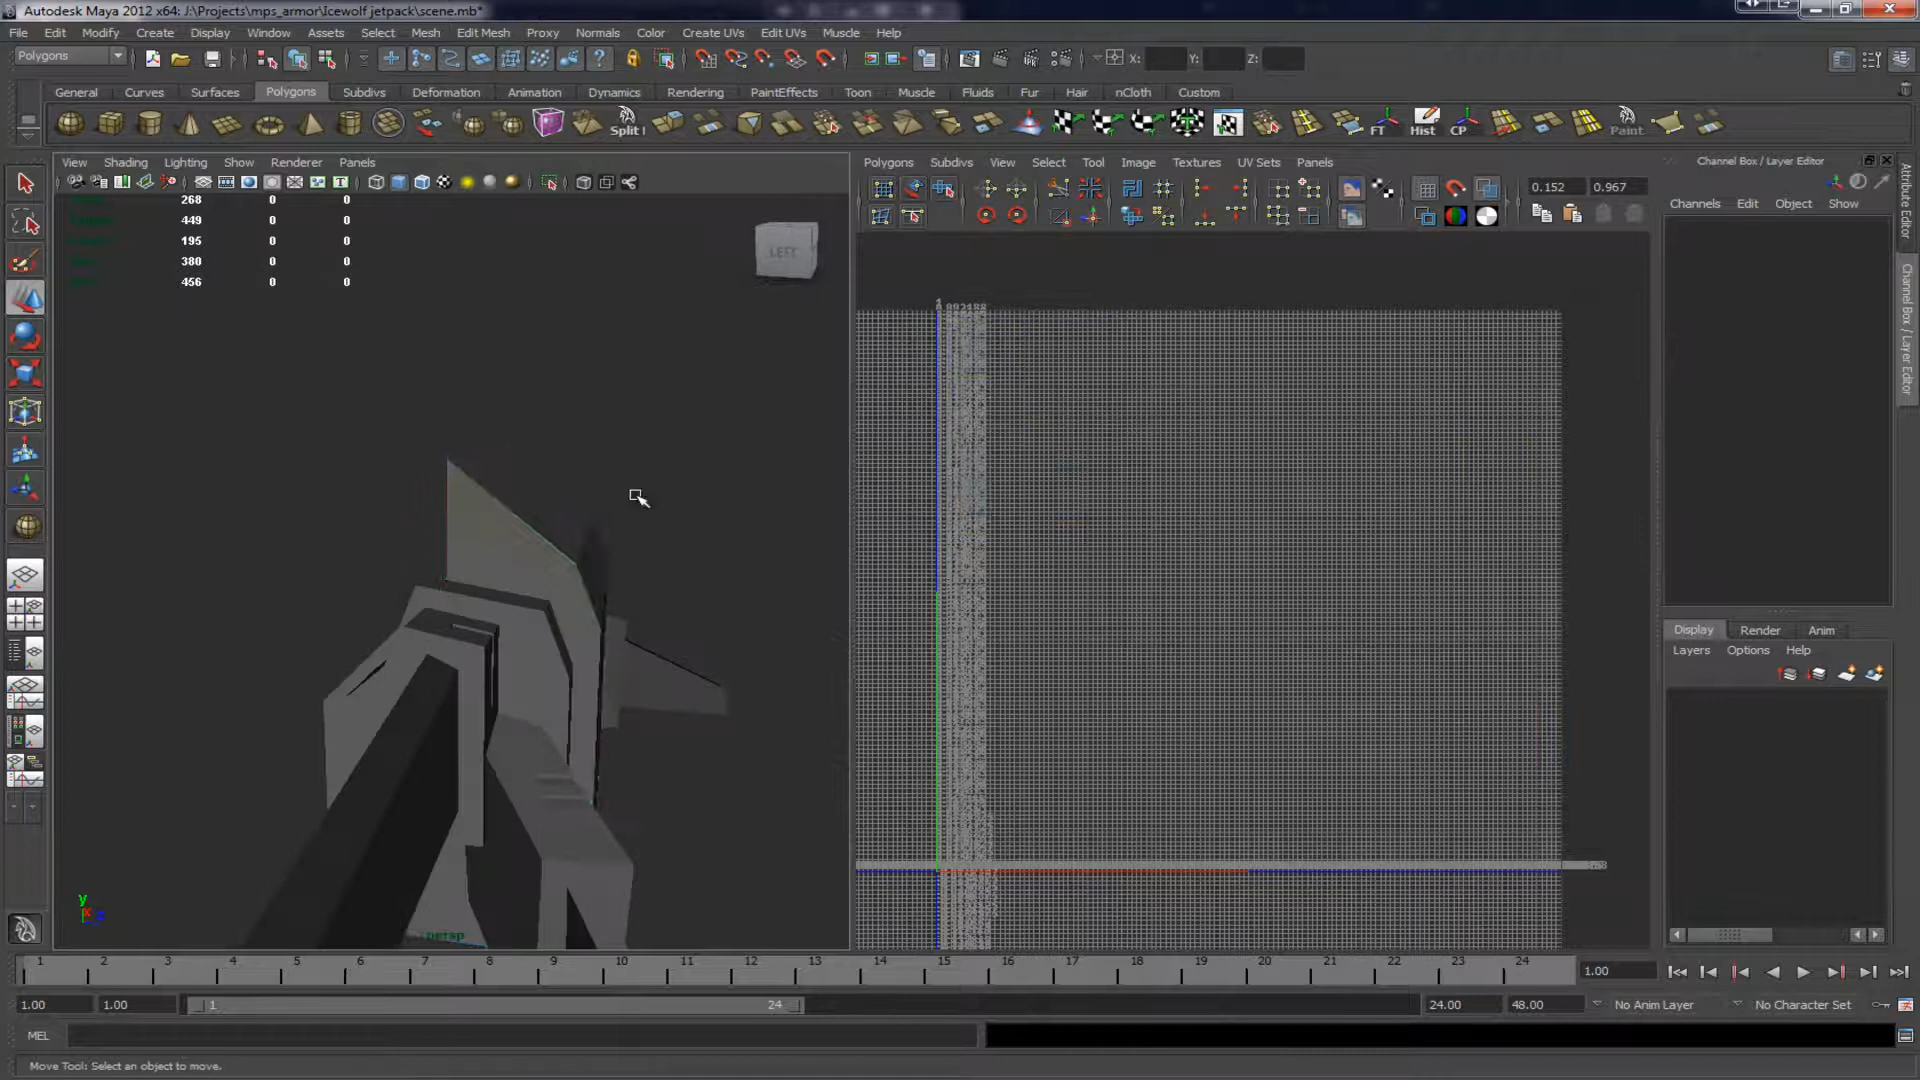 Autodesk Maya 2012 x64: J:\Projects\mps_armor\Icewolf jetpack\scene.mb*
File Edit Modify Create Display Window Assets Select Mesh Edit Mesh Proxy Normals Color Create UVs Edit UVs Muscle Help
Polygons X: Y: Z:
General Curves Surfaces Polygons Subdivs Deformation Animation Dynamics Rendering PaintEffects Toon Muscle Fluids Fur Hair nCloth Custom
Split FT Hist CP Paint
View Shading Lighting Show Renderer Panels
Polygons Subdivs View Select Tool Image Textures UV Sets Panels
Channel Box / Layer Editor
0.152 0.967
Channels Edit Object Show
Attribute Editor
Channel Box / Layer Editor
268 0 0
449 0 0
195 0 0
380 0 0
456 0 0
LEFT
Display Render Anim
Layers Options Help
y
x
z
persp
1 2 3 4 5 6 7 8 9 10 11 12 13 14 15 16 17 18 19 20 21 22 23 24
1.00
1.00 1.00 1 24 24.00 48.00 No Anim Layer No Character Set
MEL
Move Tool: Select an object to move.